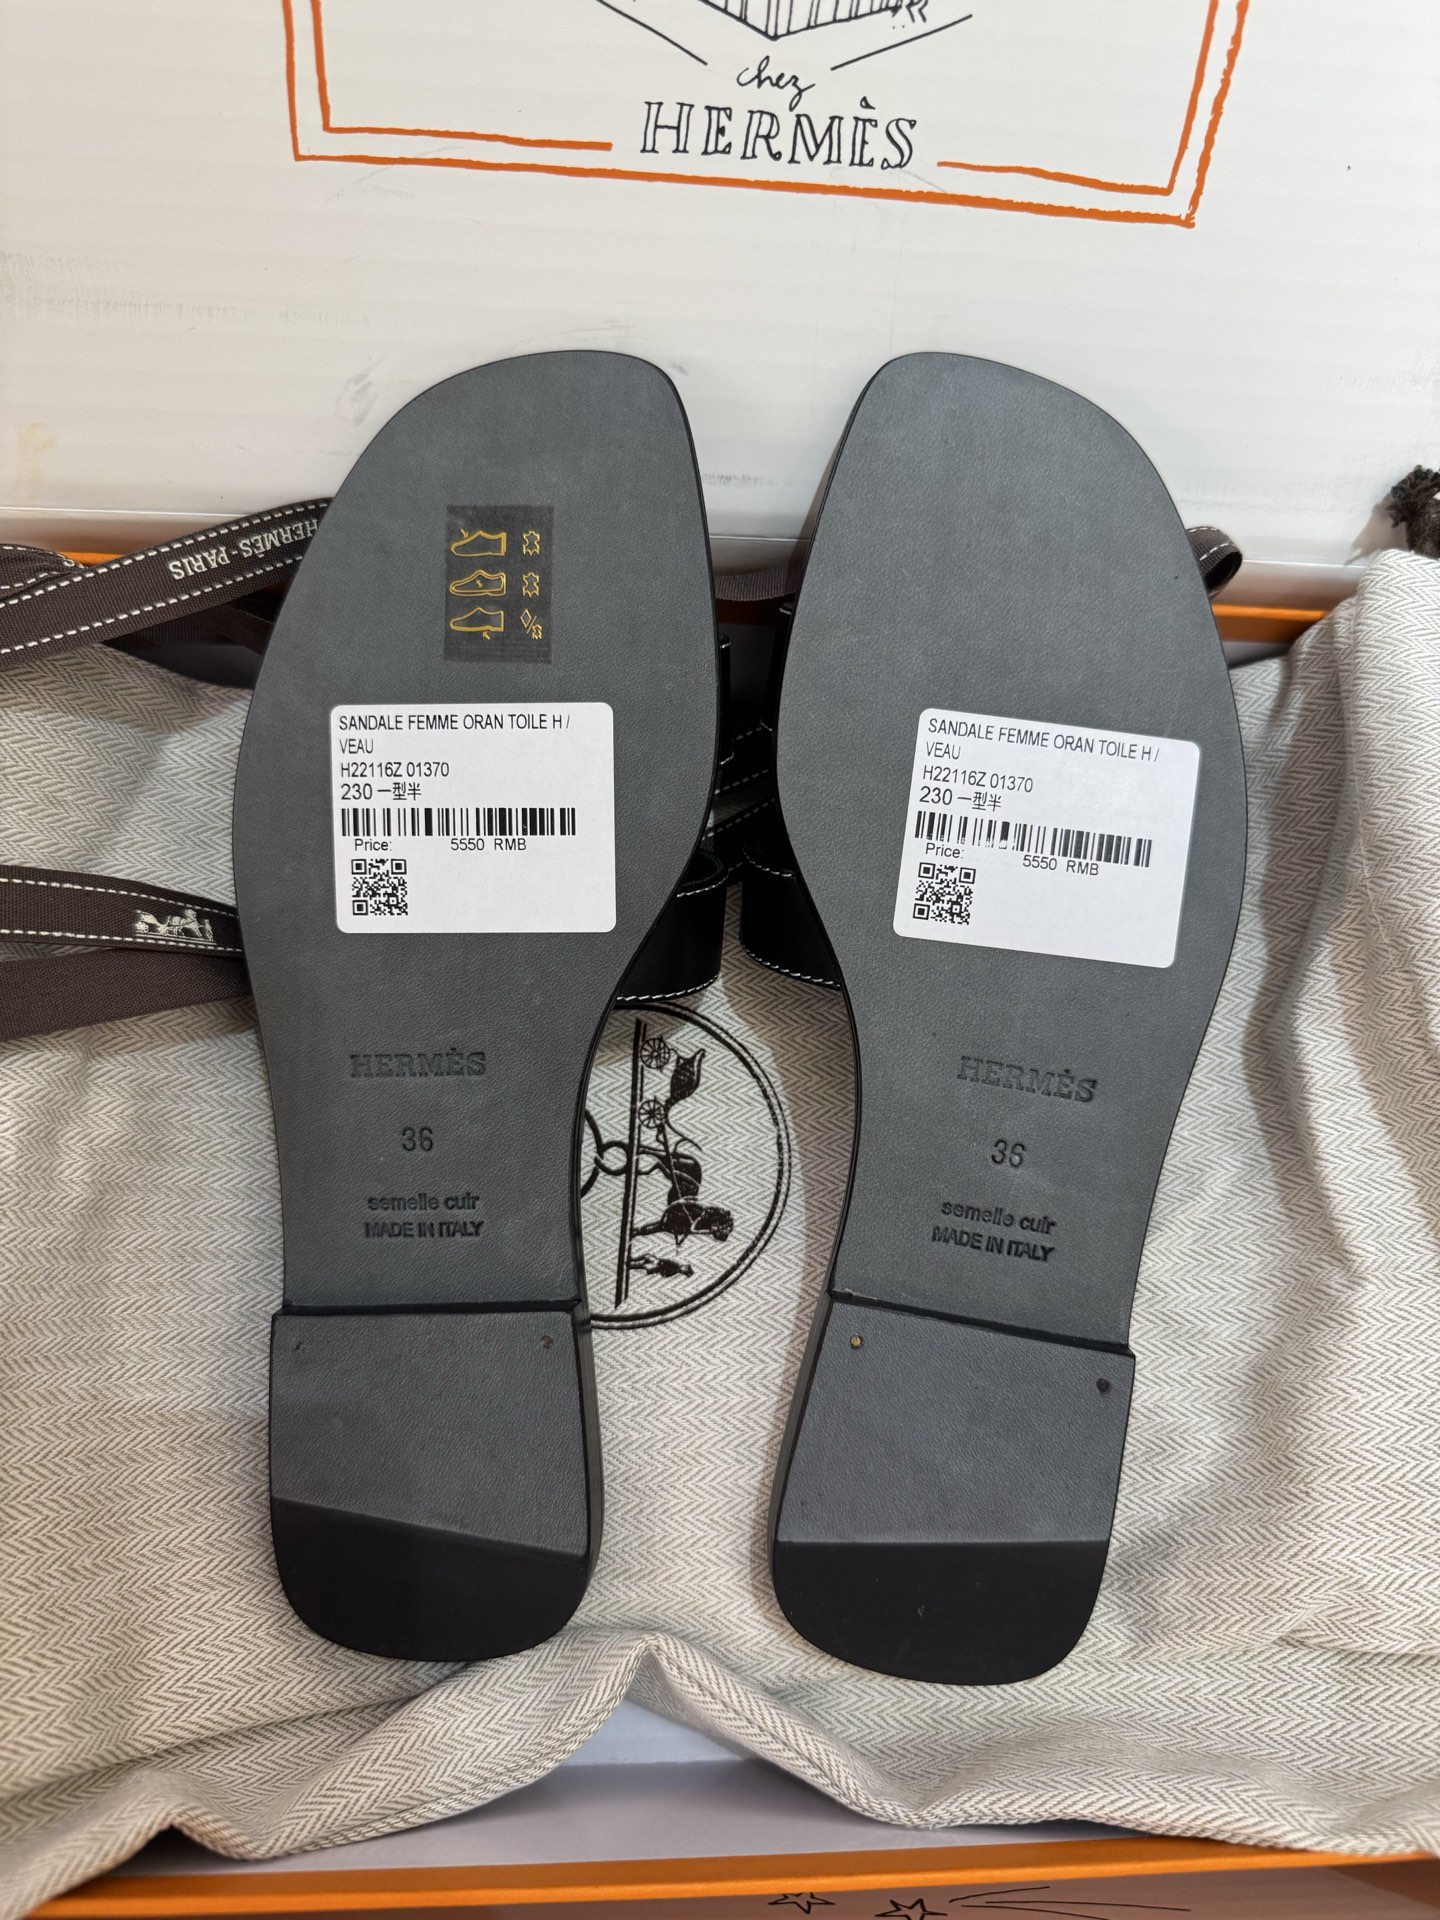 chez
HERMÈS
HERMÈS-PARIS
SANDALE FEMME ORAN TOILE H /
VEAU
H22116Z 01370
230 一型半
Price: 5550 RMB
SANDALE FEMME ORAN TOILE H /
VEAU
H22116Z 01370
230 一型半
Price: 5550 RMB
HERMÈS
36
semelle cuir
MADE IN ITALY
HERMÈS
36
semelle cuir
MADE IN ITALY